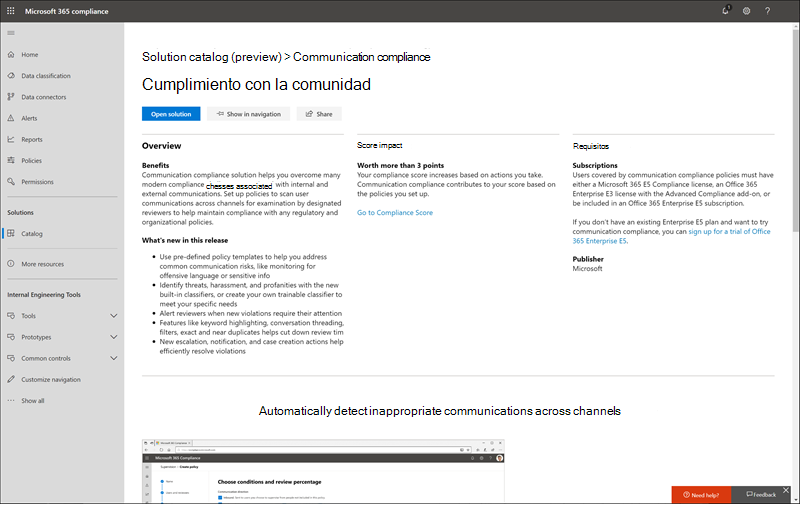 Microsoft 365 compliance
1
?
Home
Data classification
Data connectors
Alerts
Reports
Policies
Permissions
Solutions
Catalog
More resources
Internal Engineering Tools
Tools
Prototypes
Common controls
Customize navigation
Show all
Solution catalog (preview) > Communication compliance
Cumplimiento con la comunidad
Open solution
Show in navigation
Share
Overview
Benefits
Communication compliance solution helps you overcome many
modern compliance chesses associated with internal and
external communications. Set up policies to scan user
communications across channels for examination by designated
reviewers to help maintain compliance with any regulatory and
organizational policies.
What's new in this release
• Use pre-defined policy templates to help you address
common communication risks, like monitoring for
offensive language or sensitive info
• Identify threats, harassment, and profanities with the new
built-in classifiers, or create your own trainable classifier to
meet your specific needs
• Alert reviewers when new violations require their attention
• Features like keyword highlighting, conversation threading,
filters, exact and near duplicates helps cut down review tim
• New escalation, notification, and case creation actions help
efficiently resolve violations
Score impact
Worth more than 3 points
Your compliance score increases based on actions you take.
Communication compliance contributes to your score based on
the policies you set up.
Go to Compliance Score
Requisitos
Subscriptions
Users covered by communication compliance policies must have
either a Microsoft 365 E5 Compliance license, an Office 365
Enterprise E3 license with the Advanced Compliance add-on, or
be included in an Office 365 Enterprise E5 subscription.
If you don't have an existing Enterprise E5 plan and want to try
communication compliance, you can sign up for a trial of Office
365 Enterprise E5.
Publisher
Microsoft
Automatically detect inappropriate communications across channels
Microsoft 365 Compliance
Choose conditions and review percentage
Need help?
Feedback